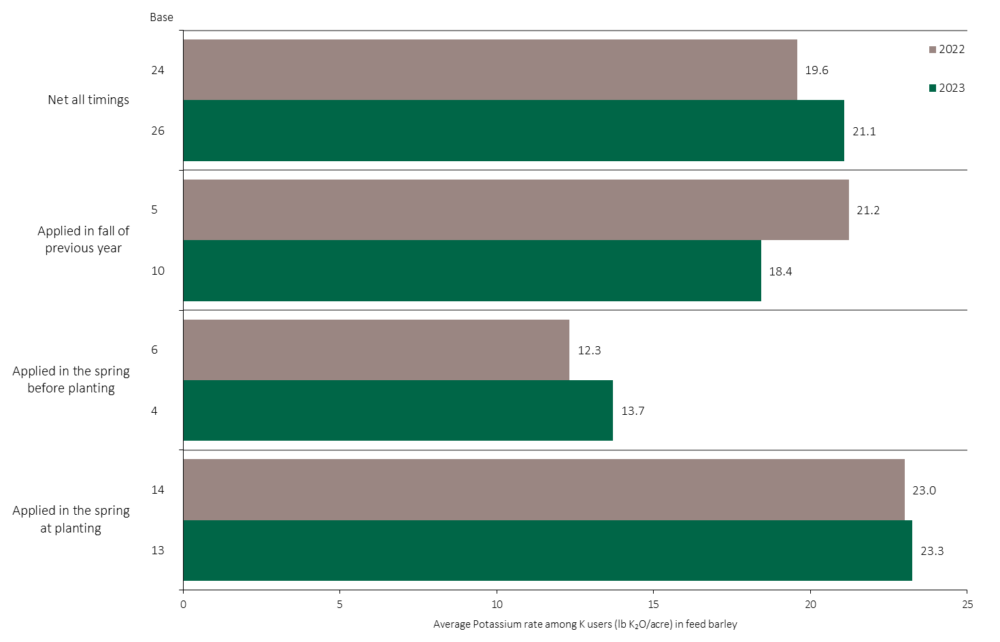 Base
2022
24
19.6
2023
Net all timings
26
21.1
5
21.2
Applied in fall of
previous year
10
18.4
6
12.3
Applied in the spring
before planting
4
13.7
14
23.0
Applied in the spring
at planting
13
23.3
0 5 10 15 20 25
Average Potassium rate among K users (lb K₂O/acre) in feed barley